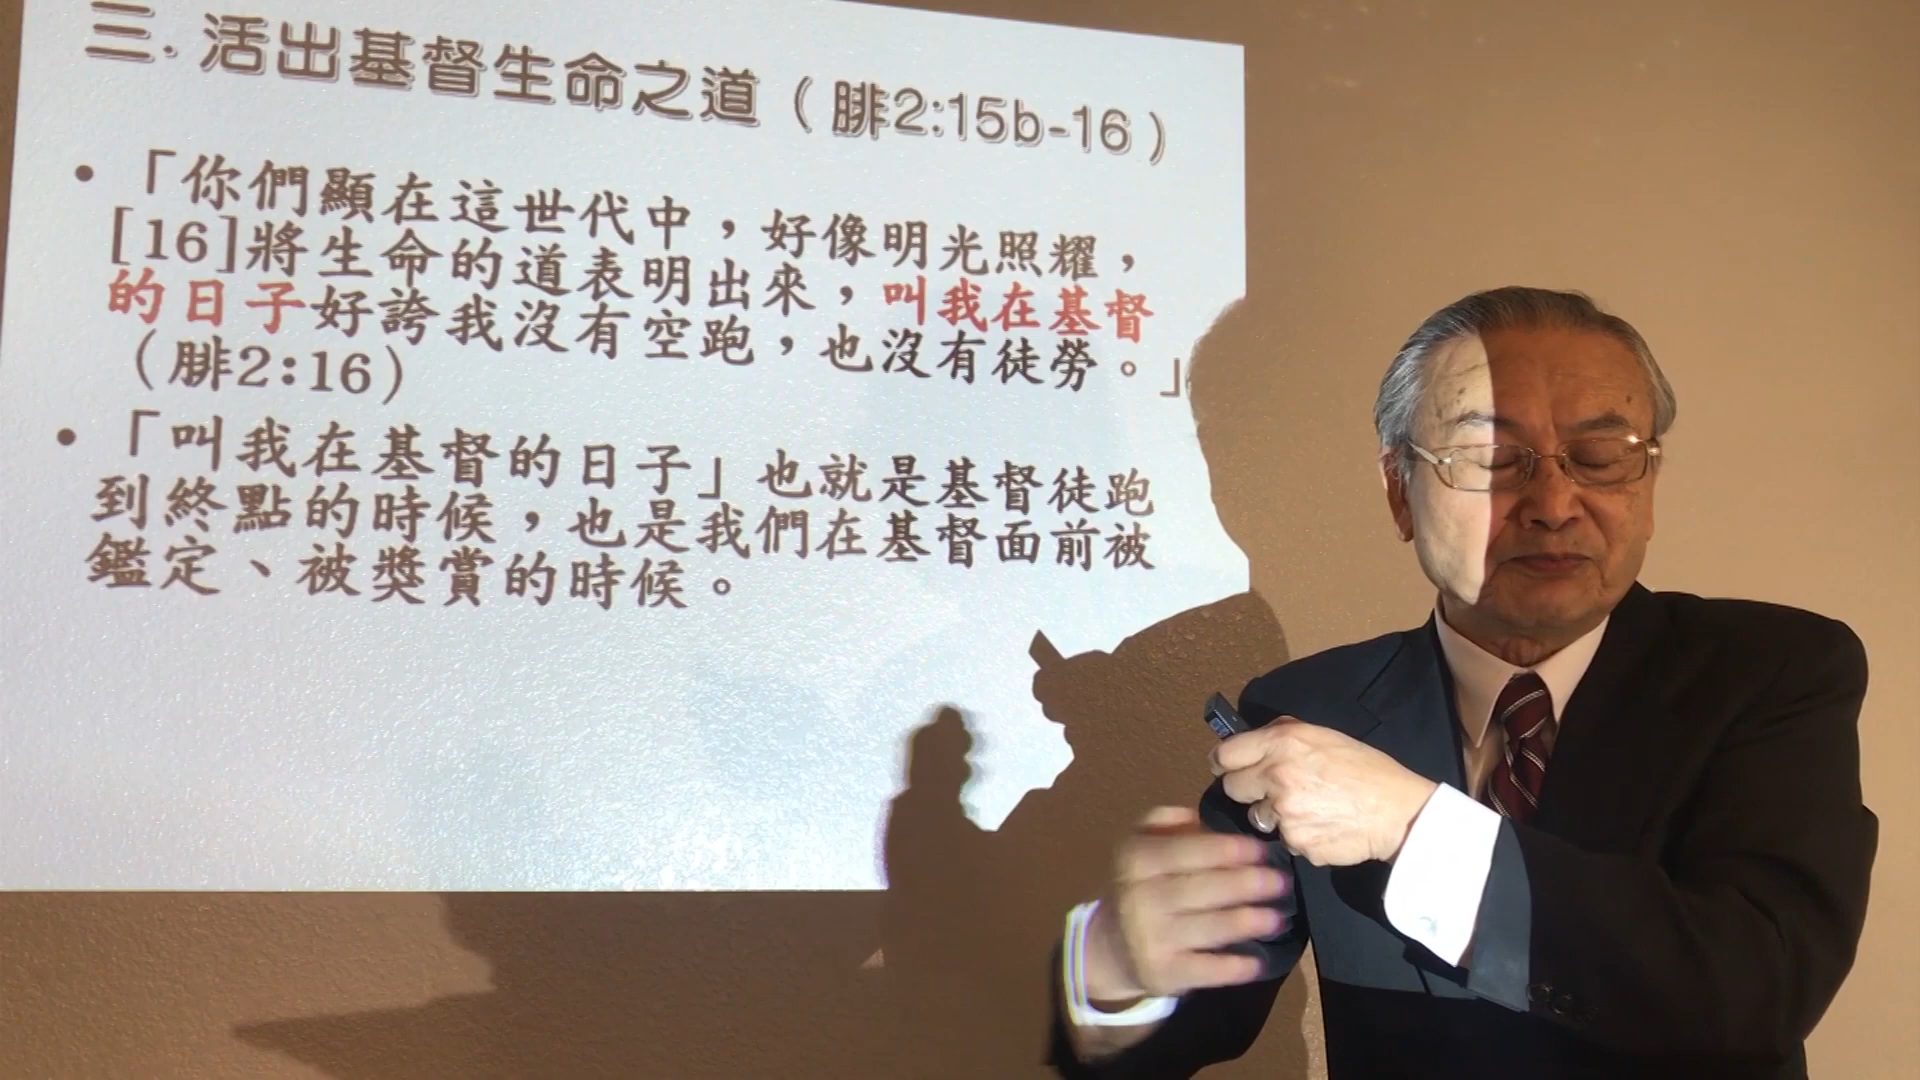 三. 活出基督生命之道（腓2:15b-16）
• 「你們顯在這世代中，好像明光照耀，
[16]將生命的道表明出來，叫我在基督
的日子好誇我沒有空跑，也沒有徒勞。」
（腓2:16）
• 「叫我在基督的日子」也就是基督徒跑
到終點的時候，也是我們在基督面前被
鑑定、被獎賞的時候。